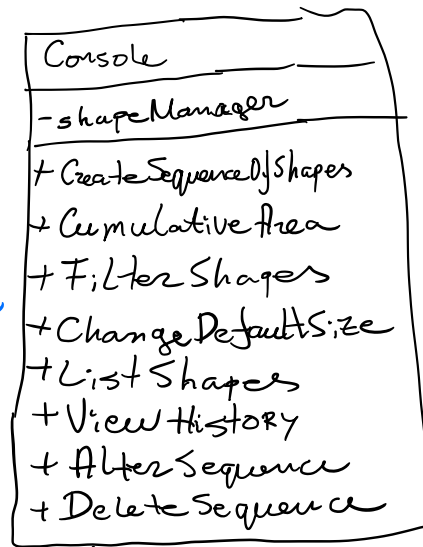 Console
-shapeManager
+CreateSequenceOfShapes
+CumulativeArea
+FilterShapes
+ChangeDefaultSize
+ListShapes
+ViewHistory
+AlterSequence
+DeleteSequence